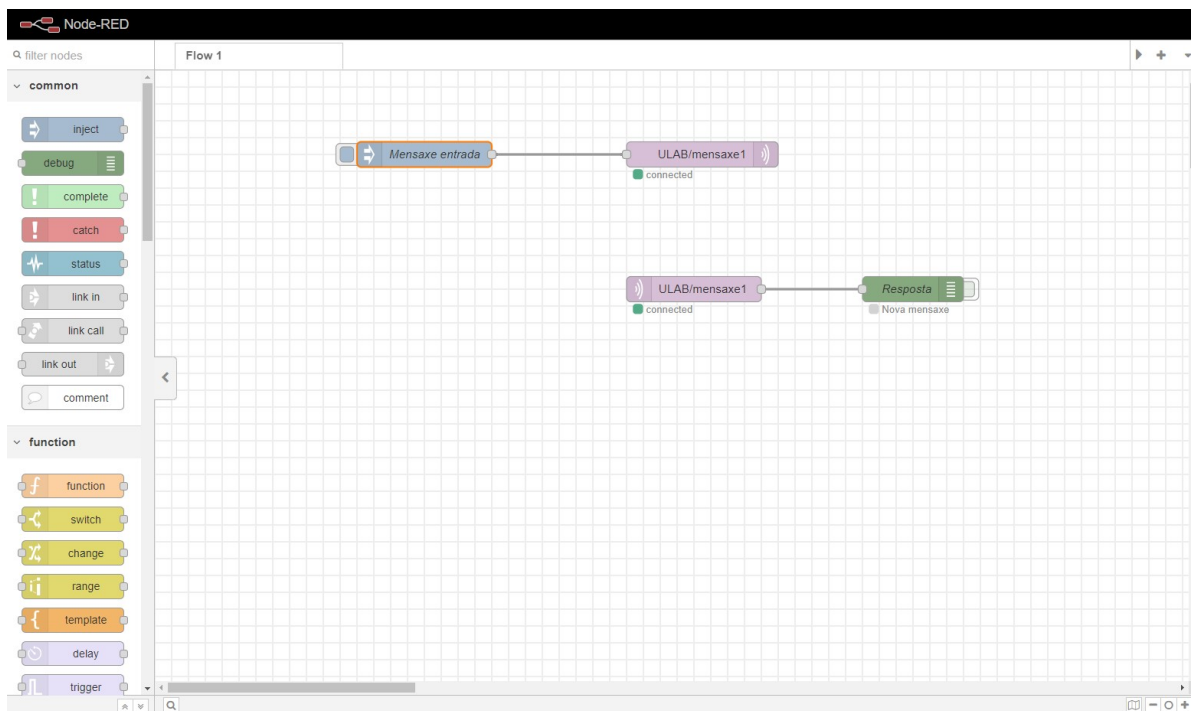 Node-RED
filter nodes
Flow 1
common
inject
debug
complete
catch
status
link in
link call
link out
comment
function
function
switch
change
range
template
delay
trigger
Mensaxe entrada
ULAB/mensaxe1
connected
ULAB/mensaxe1
connected
Resposta
Nova mensaxe